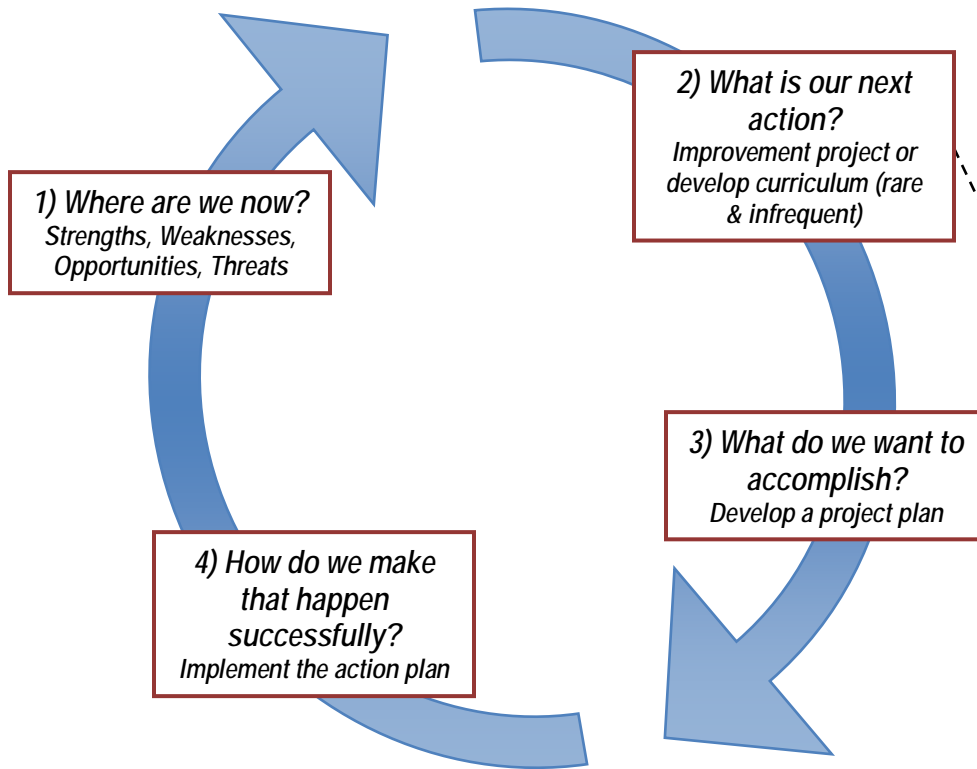 1) Where are we now?
Strengths, Weaknesses,
Opportunities, Threats
2) What is our next
action?
Improvement project or
develop curriculum (rare
& infrequent)
3) What do we want to
accomplish?
Develop a project plan
4) How do we make
that happen
successfully?
Implement the action plan